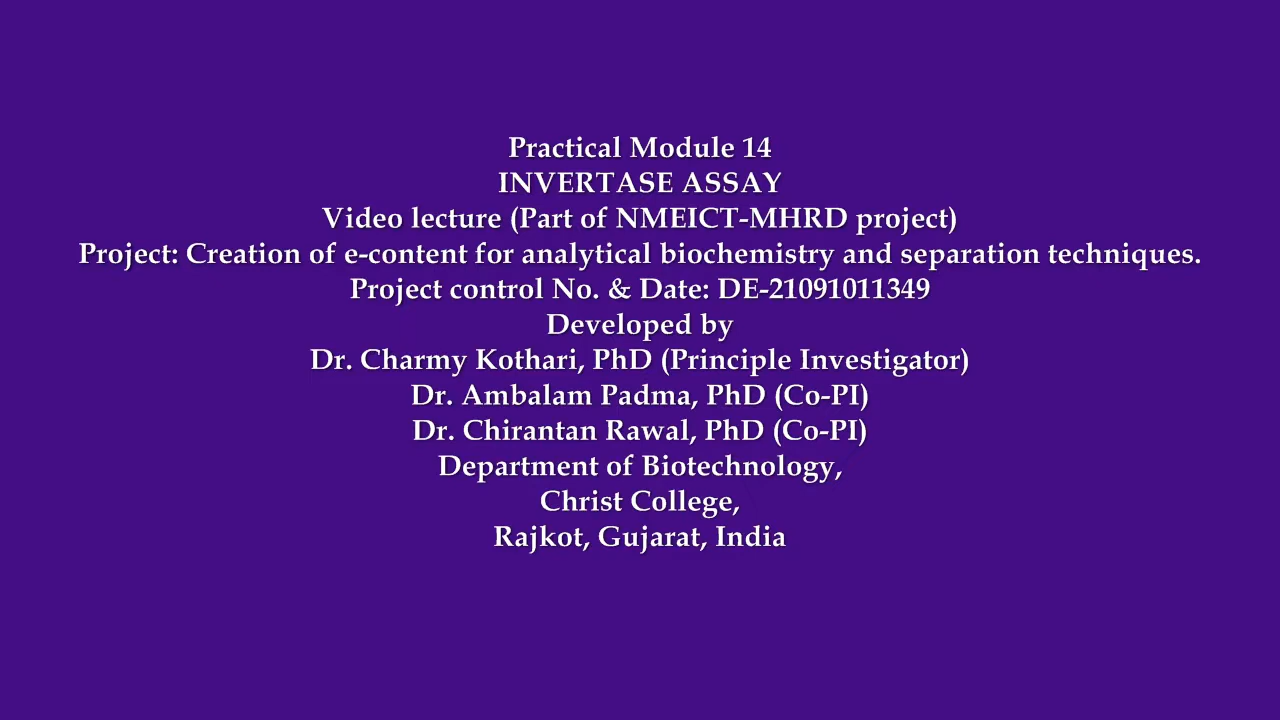 Practical Module 14
INVERTASE ASSAY
Video lecture (Part of NMEICT-MHRD project)
Project: Creation of e-content for analytical biochemistry and separation techniques.
Project control No. & Date: DE-21091011349
Developed by
Dr. Charmy Kothari, PhD (Principle Investigator)
Dr. Ambalam Padma, PhD (Co-PI)
Dr. Chirantan Rawal, PhD (Co-PI)
Department of Biotechnology,
Christ College,
Rajkot, Gujarat, India